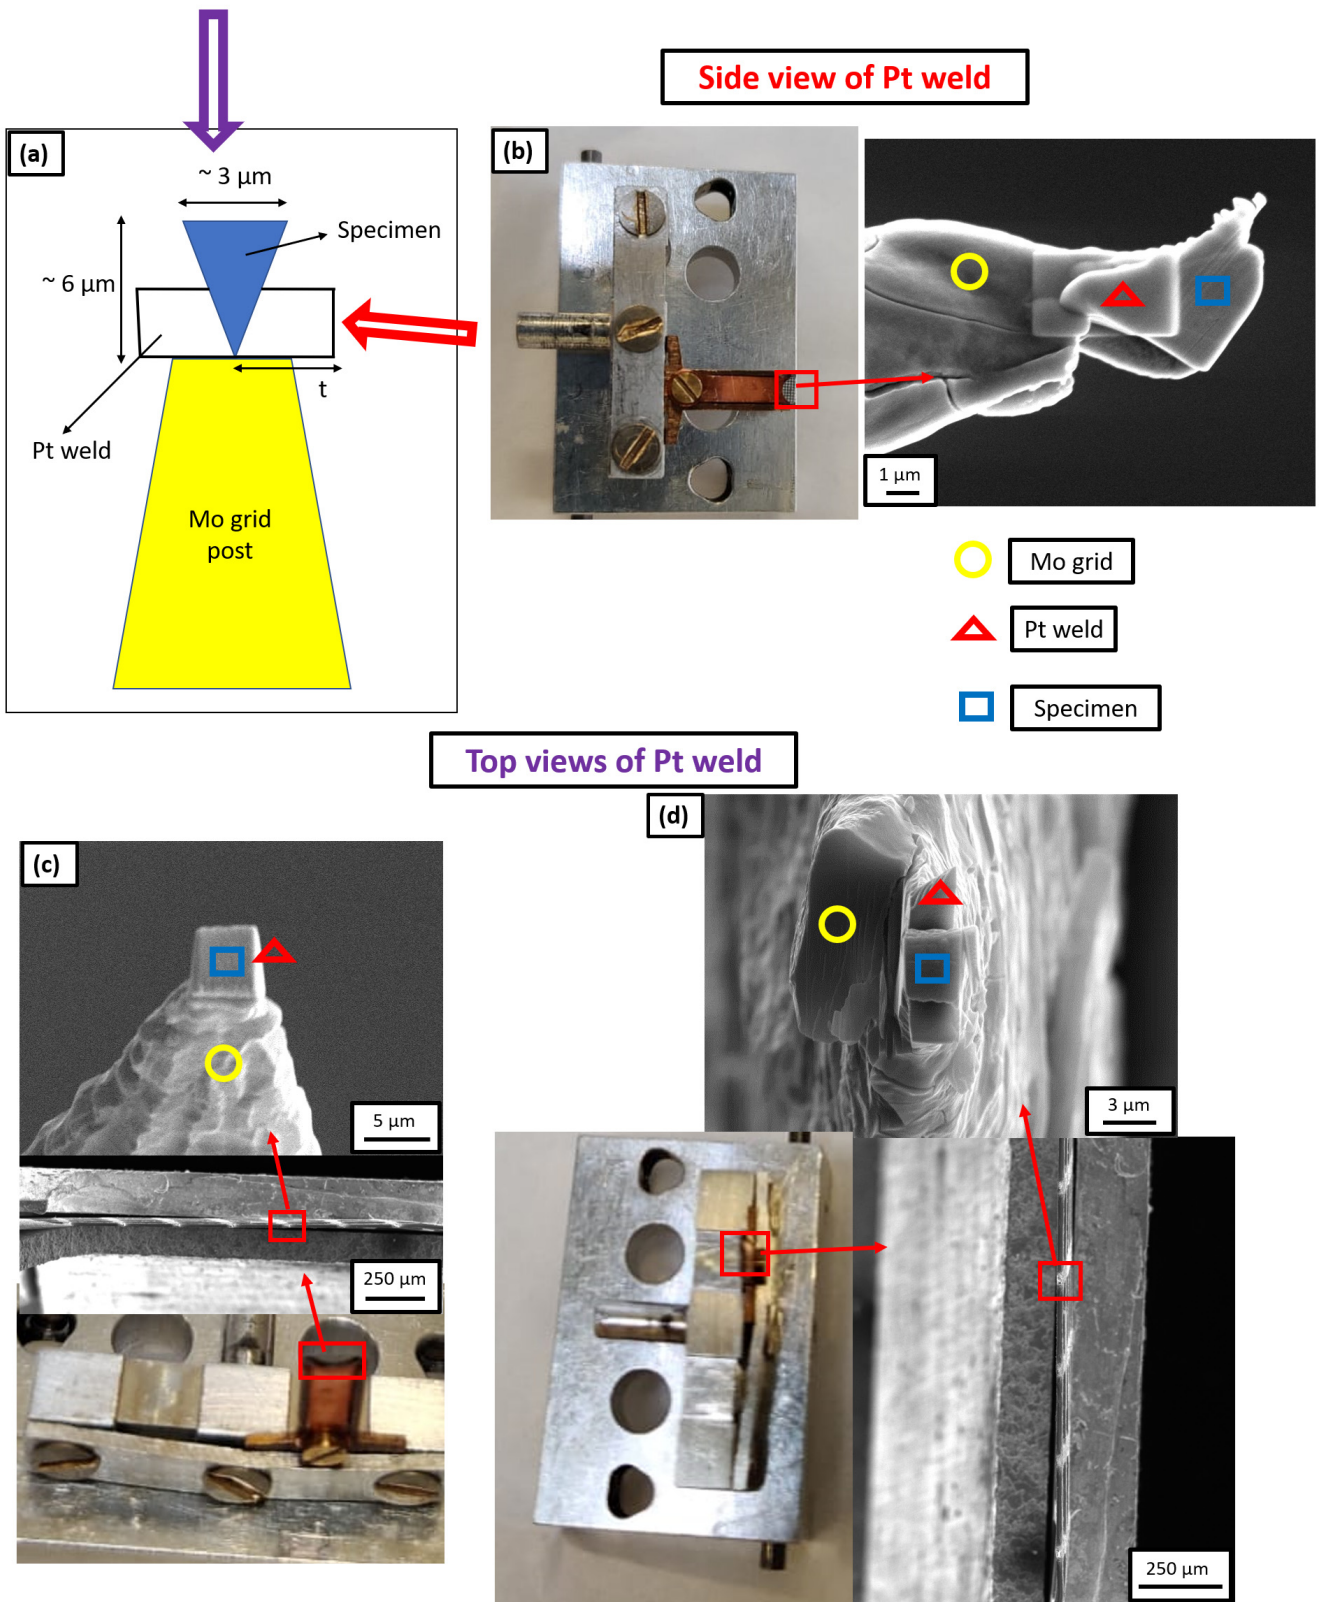 Side view of Pt weld
(a)
~ 3 μm
Specimen
~ 6 μm
t
Pt weld
Mo grid
post
(b)
1 μm
Mo grid
Pt weld
Specimen
Top views of Pt weld
(c)
5 μm
250 μm
(d)
3 μm
250 μm